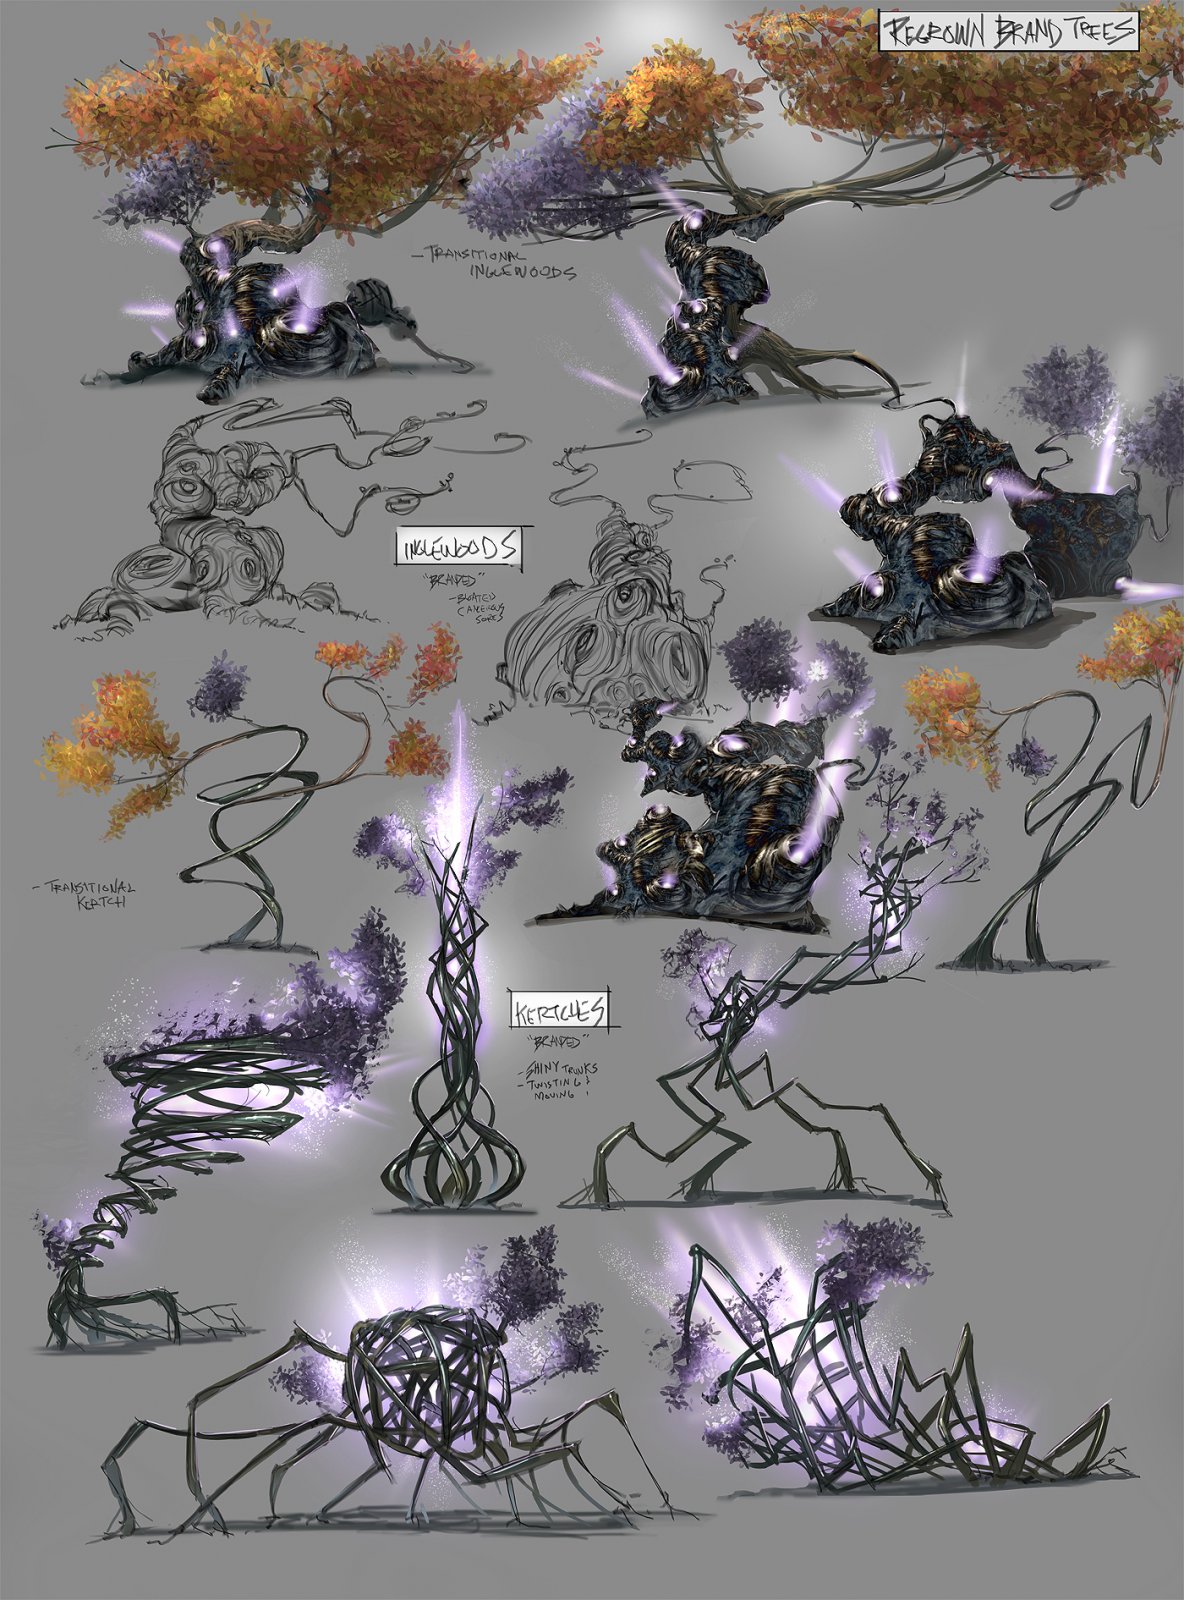 REGROWN BRAND TREES
- TRANSITIONAL
INGLEWOODS
INGLEWOODS
"BRANDED"
- BLOATED
CANCEROUS
SORES
- TRANSITIONAL
KERTCH
KERTCHES
"BRANDED"
- SHINY TRUNKS
- TWISTING &
MOVING!